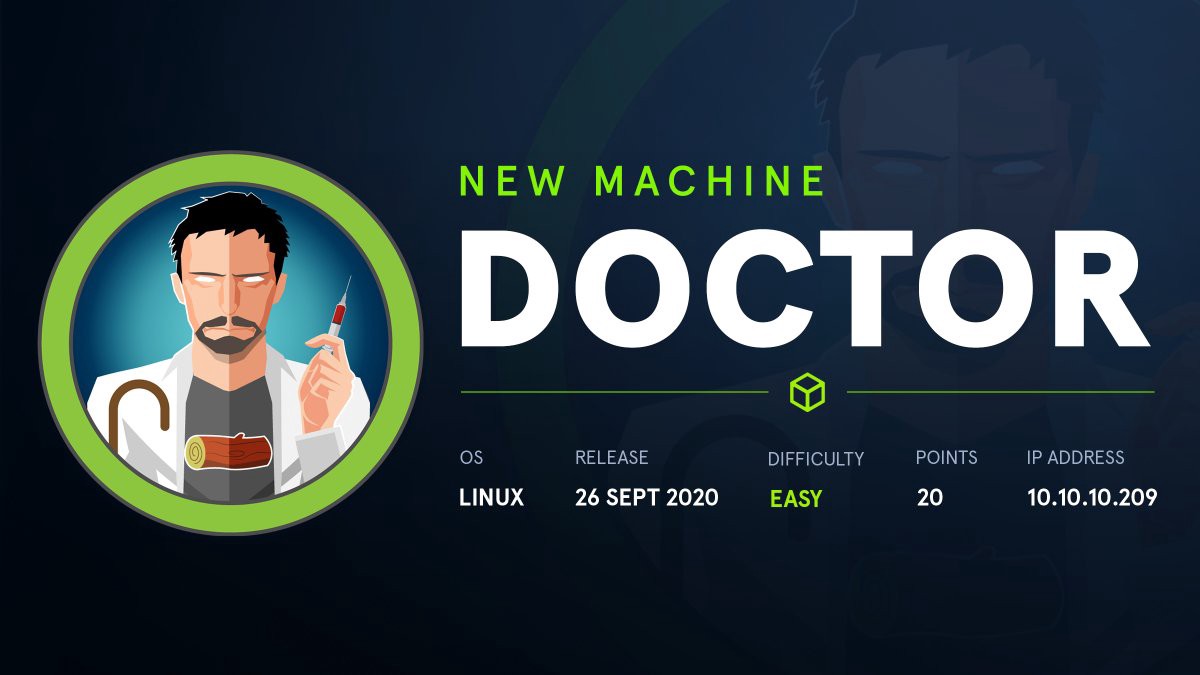 NEW MACHINE
DOCTOR
OS RELEASE DIFFICULTY POINTS IP ADDRESS
LINUX 26 SEPT 2020 EASY 20 10.10.10.209